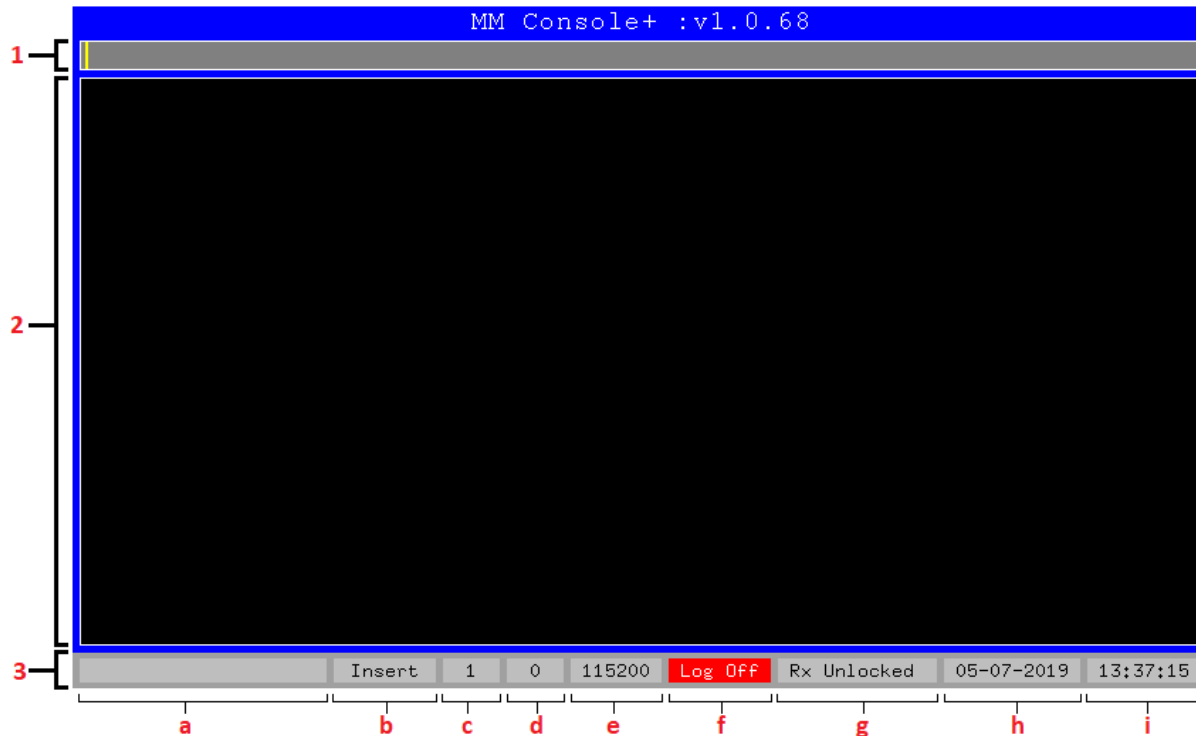 MM Console+ :v1.0.68
1
2
3
Insert 1 0 115200 Log Off Rx Unlocked 05-07-2019 13:37:15
a b c d e f g h i